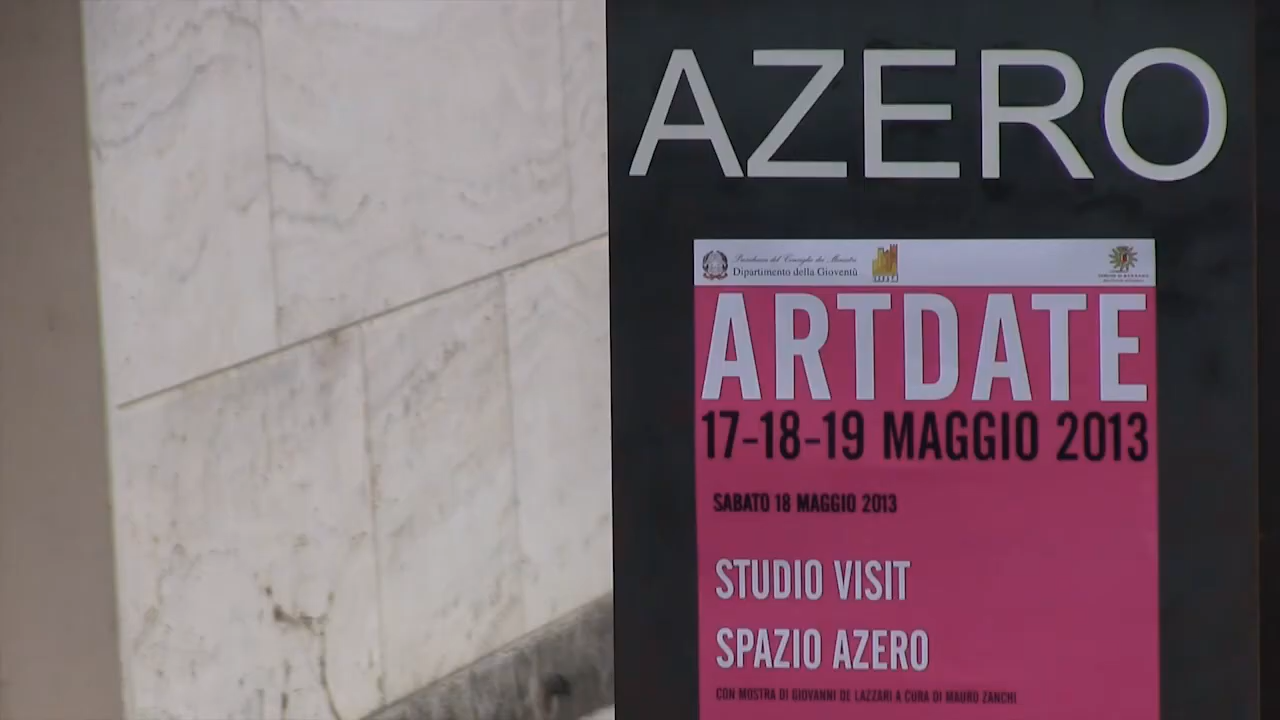 AZERO
Presidenza del Consiglio dei Ministri
Dipartimento della Gioventù
ARTDATE
17-18-19 MAGGIO 2013
SABATO 18 MAGGIO 2013
STUDIO VISIT
SPAZIO AZERO
CON MOSTRA DI GIOVANNI DE LAZZARI A CURA DI MAURO ZANCHI